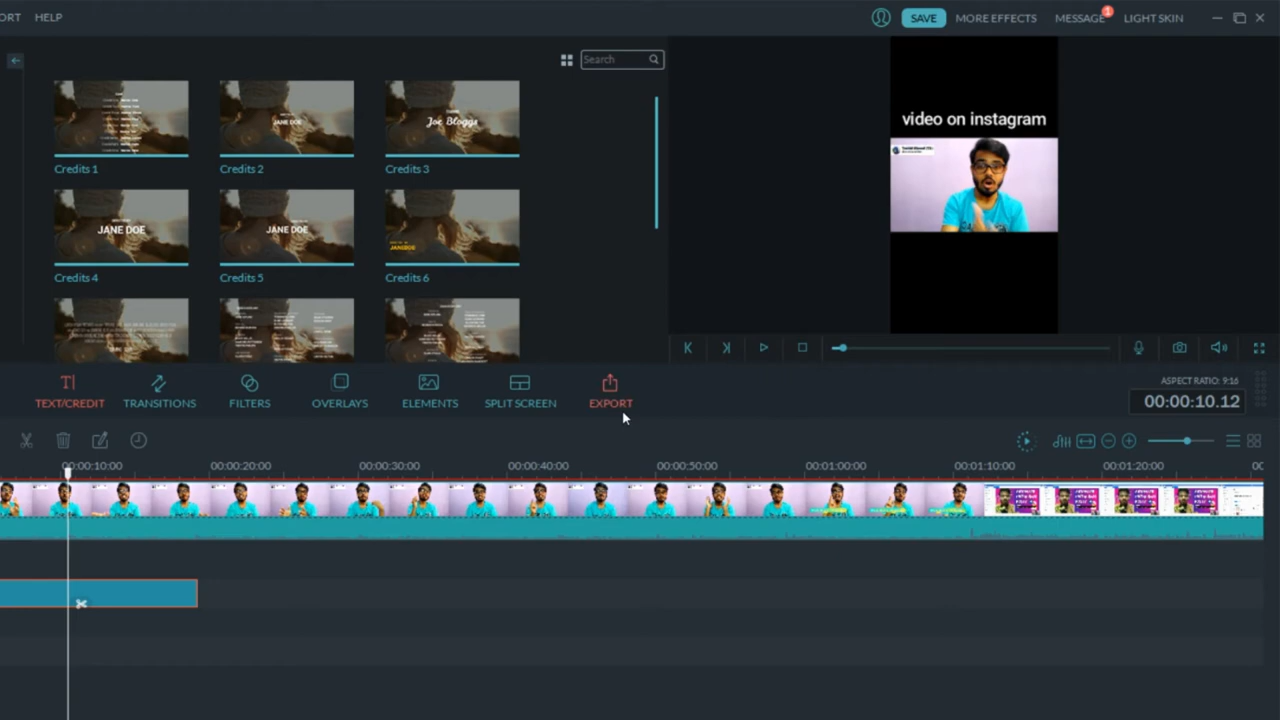 ORT HELP
SAVE MORE EFFECTS MESSAGE 1 LIGHT SKIN
Search
JANE DOE
Joe Bloggs
Credits 1 Credits 2 Credits 3
JANE DOE
JANE DOE
JANEDOE
Credits 4 Credits 5 Credits 6
video on instagram
TEXT/CREDIT TRANSITIONS FILTERS OVERLAYS ELEMENTS SPLIT SCREEN EXPORT
ASPECT RATIO: 9:16
00:00:10.12
00:00:10:00 00:00:20:00 00:00:30:00 00:00:40:00 00:00:50:00 00:01:00:00 00:01:10:00 00:01:20:00 00